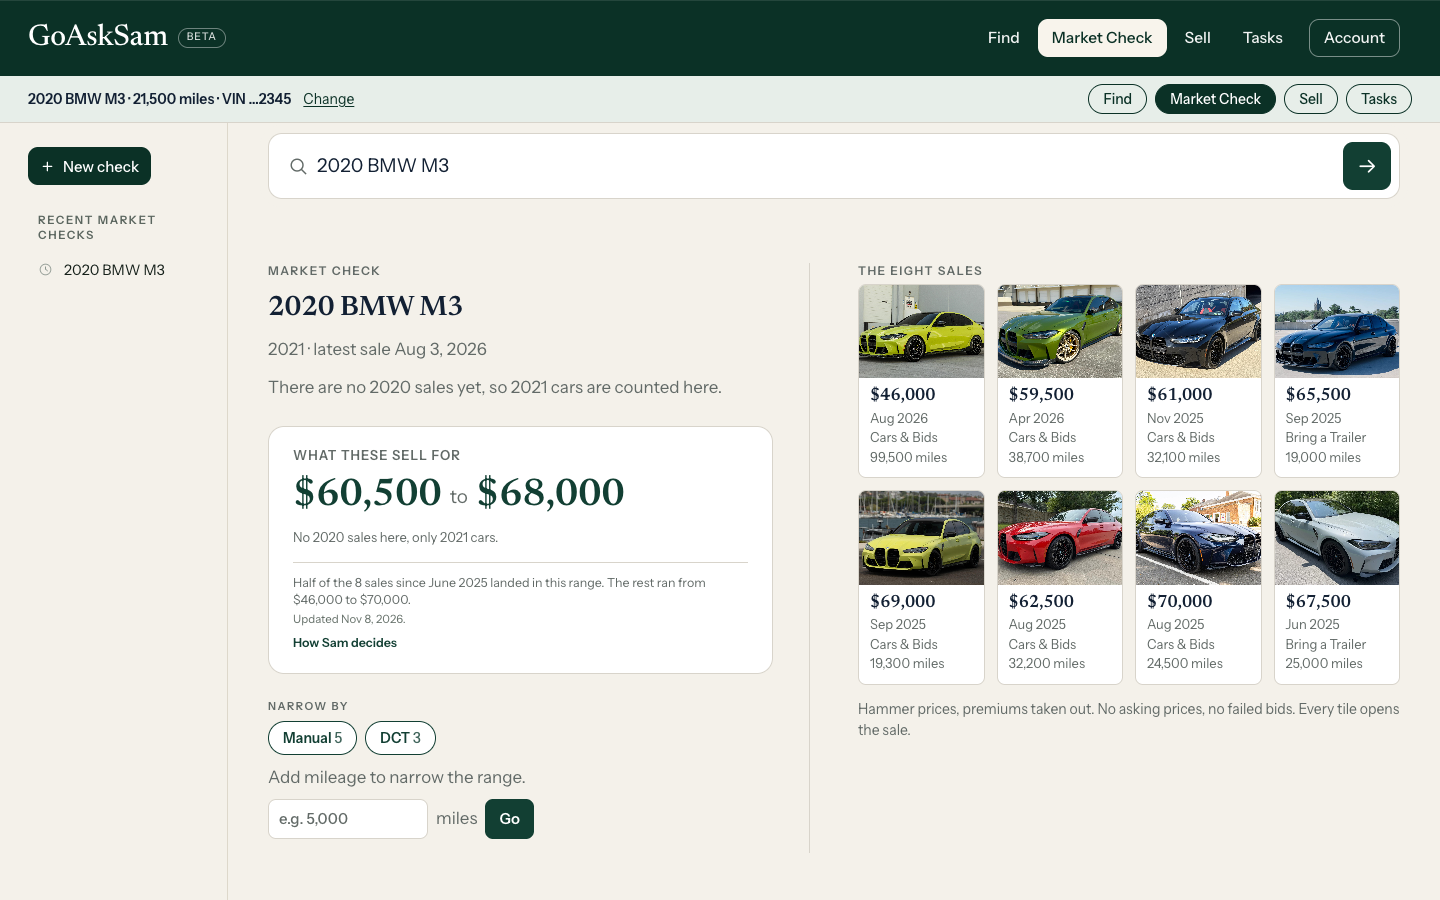 GoAskSam BETA
Find Market Check Sell Tasks Account
2020 BMW M3 · 21,500 miles · VIN ...2345 Change
Find Market Check Sell Tasks
+ New check
RECENT MARKET
CHECKS
2020 BMW M3
2020 BMW M3
MARKET CHECK
2020 BMW M3
2021 · latest sale Aug 3, 2026
There are no 2020 sales yet, so 2021 cars are counted here.
WHAT THESE SELL FOR
$60,500 to $68,000
No 2020 sales here, only 2021 cars.
Half of the 8 sales since June 2025 landed in this range. The rest ran from
$46,000 to $70,000.
Updated Nov 8, 2026.
How Sam decides
NARROW BY
Manual 5 DCT 3
Add mileage to narrow the range.
e.g. 5,000 miles Go
THE EIGHT SALES
$46,000
Aug 2026
Cars & Bids
99,500 miles
$59,500
Apr 2026
Cars & Bids
38,700 miles
$61,000
Nov 2025
Cars & Bids
32,100 miles
$65,500
Sep 2025
Bring a Trailer
19,000 miles
$69,000
Sep 2025
Cars & Bids
19,300 miles
$62,500
Aug 2025
Cars & Bids
32,200 miles
$70,000
Aug 2025
Cars & Bids
24,500 miles
$67,500
Jun 2025
Bring a Trailer
25,000 miles
Hammer prices, premiums taken out. No asking prices, no failed bids. Every tile opens
the sale.